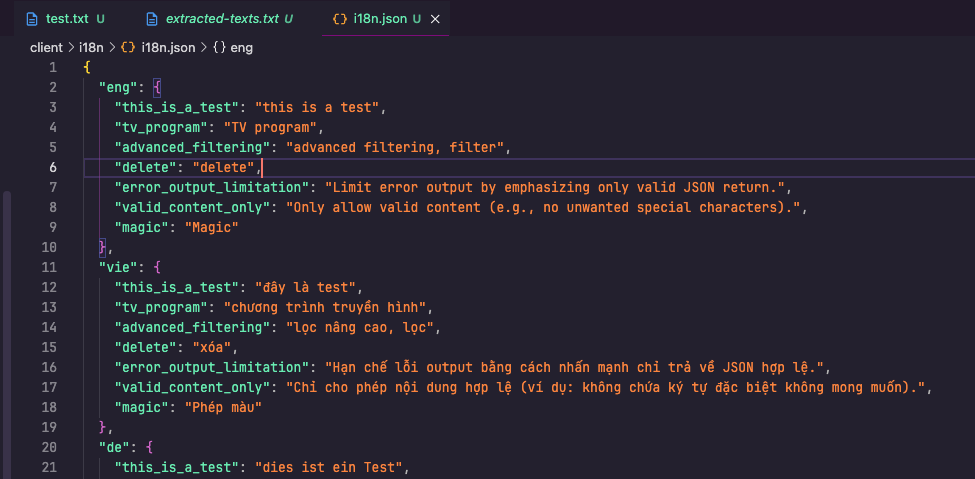 test.txt U extracted-texts.txt U {} i18n.json U ×
client > i18n > {} i18n.json > {} eng
1 {
2 "eng": {
3 "this_is_a_test": "this is a test",
4 "tv_program": "TV program",
5 "advanced_filtering": "advanced filtering, filter",
6 "delete": "delete",
7 "error_output_limitation": "Limit error output by emphasizing only valid JSON return.",
8 "valid_content_only": "Only allow valid content (e.g., no unwanted special characters).",
9 "magic": "Magic"
10 },
11 "vie": {
12 "this_is_a_test": "đây là test",
13 "tv_program": "chương trình truyền hình",
14 "advanced_filtering": "lọc nâng cao, lọc",
15 "delete": "xóa",
16 "error_output_limitation": "Hạn chế lỗi output bằng cách nhấn mạnh chỉ trả về JSON hợp lệ.",
17 "valid_content_only": "Chỉ cho phép nội dung hợp lệ (ví dụ: không chứa ký tự đặc biệt không mong muốn).",
18 "magic": "Phép màu"
19 },
20 "de": {
21 "this_is_a_test": "dies ist ein Test",